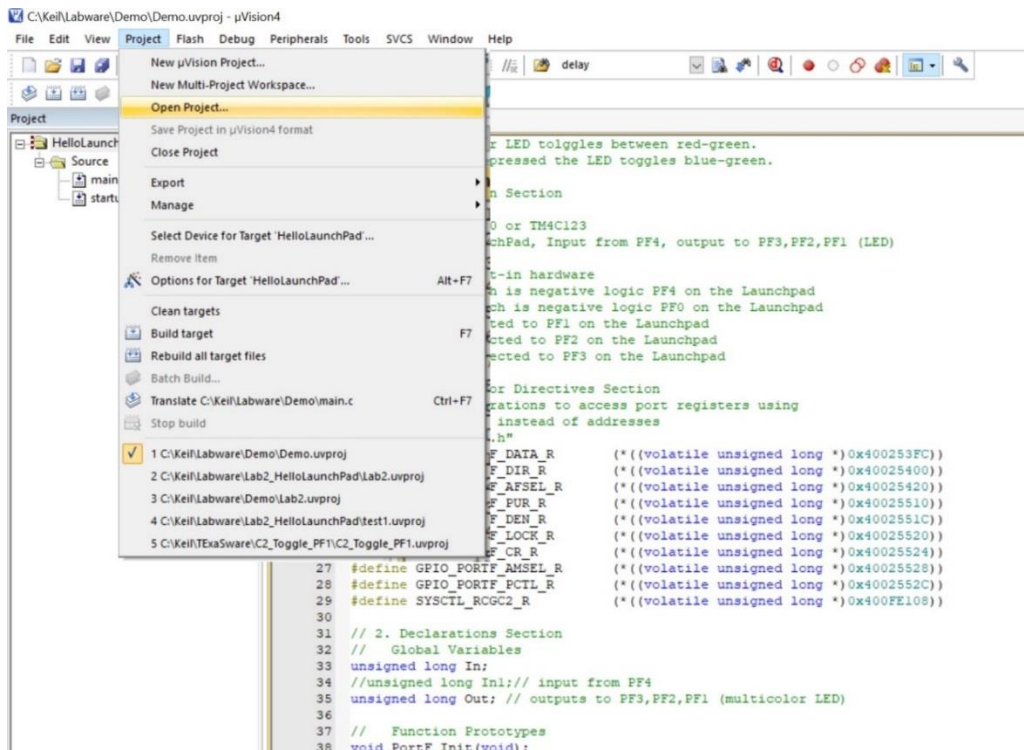 C:\Keil\Labware\Demo\Demo.uvproj - µVision4
File Edit View Project Flash Debug Peripherals Tools SVCS Window Help
delay
Project
HelloLaunch
Source
main
startu
New µVision Project...
New Multi-Project Workspace...
Open Project...
Save Project in µVision4 format
Close Project
Export
Manage
Select Device for Target 'HelloLaunchPad'...
Remove Item
Options for Target 'HelloLaunchPad'... Alt+F7
Clean targets
Build target F7
Rebuild all target files
Batch Build...
Translate C:\Keil\Labware\Demo\main.c Ctrl+F7
Stop build
1 C:\Keil\Labware\Demo\Demo.uvproj
2 C:\Keil\Labware\Lab2_HelloLaunchPad\Lab2.uvproj
3 C:\Keil\Labware\Demo\Lab2.uvproj
4 C:\Keil\Labware\Lab2_HelloLaunchPad\test1.uvproj
5 C:\Keil\TExaSware\C2_Toggle_PF1\C2_Toggle_PF1.uvproj
r LED tolggles between red-green.
pressed the LED toggles blue-green.
n Section
0 or TM4C123
chPad, Input from PF4, output to PF3,PF2,PF1 (LED)
t-in hardware
h is negative logic PF4 on the Launchpad
ch is negative logic PF0 on the Launchpad
ted to PF1 on the Launchpad
cted to PF2 on the Launchpad
ected to PF3 on the Launchpad
or Directives Section
rations to access port registers using
instead of addresses
.h"
F_DATA_R (*((volatile unsigned long *)0x400253FC))
F_DIR_R (*((volatile unsigned long *)0x40025400))
F_AFSEL_R (*((volatile unsigned long *)0x40025420))
F_PUR_R (*((volatile unsigned long *)0x40025510))
F_DEN_R (*((volatile unsigned long *)0x4002551C))
F_LOCK_R (*((volatile unsigned long *)0x40025520))
F_CR_R (*((volatile unsigned long *)0x40025524))
27 #define GPIO_PORTF_AMSEL_R (*((volatile unsigned long *)0x40025528))
28 #define GPIO_PORTF_PCTL_R (*((volatile unsigned long *)0x4002552C))
29 #define SYSCTL_RCGC2_R (*((volatile unsigned long *)0x400FE108))
30
31 // 2. Declarations Section
32 // Global Variables
33 unsigned long In;
34 //unsigned long In1;// input from PF4
35 unsigned long Out; // outputs to PF3,PF2,PF1 (multicolor LED)
36
37 // Function Prototypes
38 void PortF_Init(void);